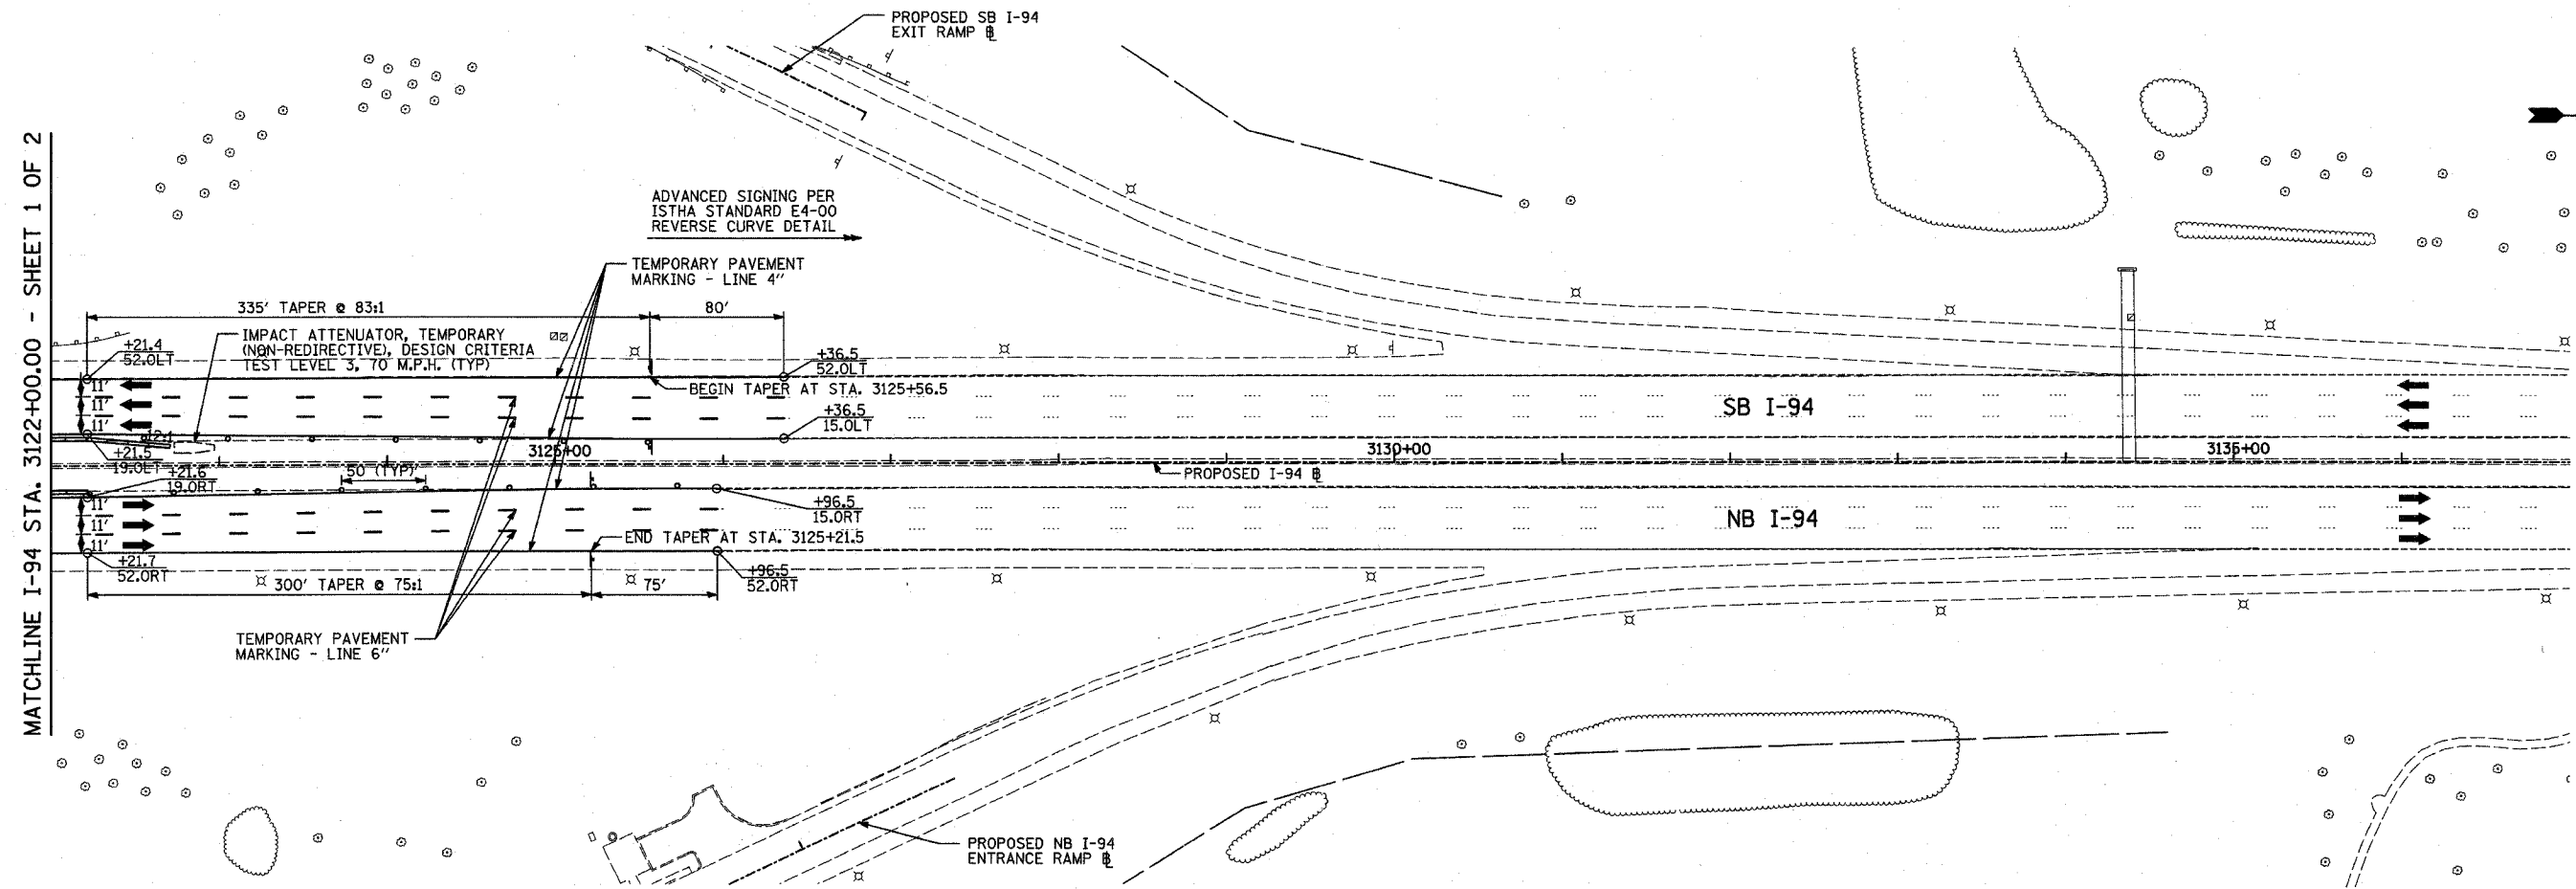 PROPOSED SB I-94
EXIT RAMP ℄
MATCHLINE I-94 STA. 3122+00.00 - SHEET 1 OF 2
ADVANCED SIGNING PER
ISTHA STANDARD E4-00
REVERSE CURVE DETAIL
TEMPORARY PAVEMENT
MARKING - LINE 4"
335' TAPER @ 83:1
80'
IMPACT ATTENUATOR, TEMPORARY
(NON-REDIRECTIVE), DESIGN CRITERIA
TEST LEVEL 3, 70 M.P.H. (TYP)
+21.4
52.0LT
+36.5
52.0LT
BEGIN TAPER AT STA. 3125+56.5
11'
11'
11'
SB I-94
+36.5
15.0LT
12:1
+21.5
19.0LT
3125+00
3130+00
3135+00
+21.6
19.0RT
50 (TYP)'
PROPOSED I-94 ℄
+96.5
15.0RT
11'
11'
11'
NB I-94
END TAPER AT STA. 3125+21.5
+21.7
52.0RT
+96.5
52.0RT
300' TAPER @ 75:1
75'
TEMPORARY PAVEMENT
MARKING - LINE 6"
PROPOSED NB I-94
ENTRANCE RAMP ℄